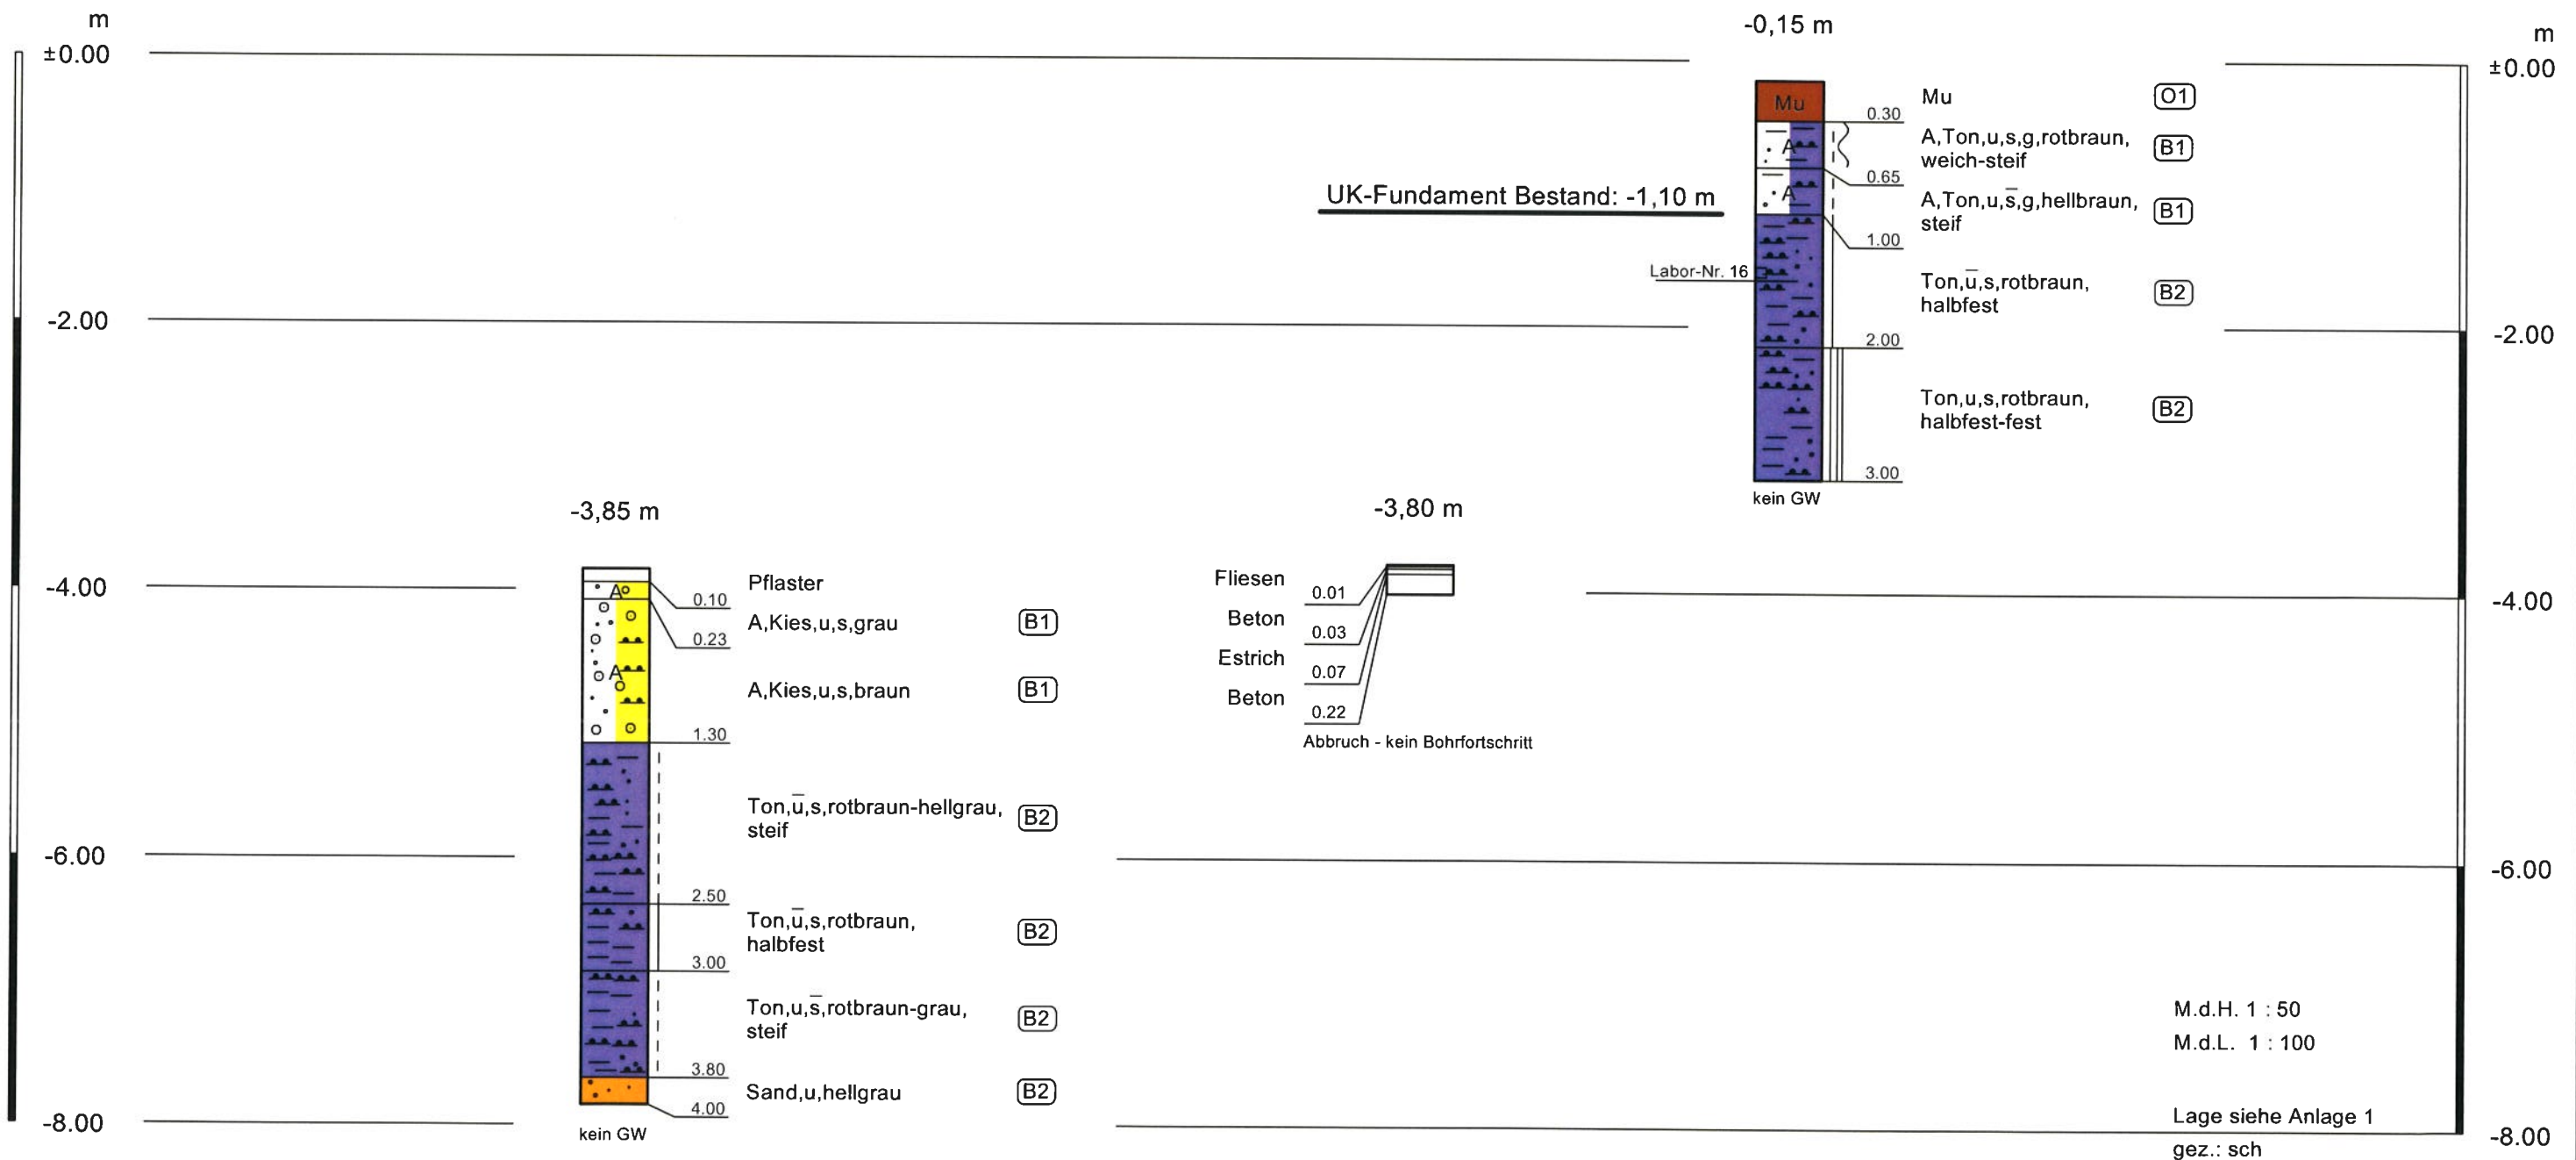 m
±0.00
-2.00
-4.00
-6.00
-8.00
-3,85 m
A
A
0.10
0.23
1.30
2.50
3.00
3.80
4.00
Pflaster
A,Kies,u,s,grau
B1
A,Kies,u,s,braun
B1
Ton,u̅,s,rotbraun-hellgrau,
steif
B2
Ton,u̅,s,rotbraun,
halbfest
B2
Ton,u,s̅,rotbraun-grau,
steif
B2
Sand,u,hellgrau
B2
kein GW
-3,80 m
Fliesen
0.01
Beton
0.03
Estrich
0.07
Beton
0.22
Abbruch - kein Bohrfortschritt
UK-Fundament Bestand: -1,10 m
Labor-Nr. 16
-0,15 m
Mu
A
A
0.30
0.65
1.00
2.00
3.00
Mu
O1
A,Ton,u,s,g,rotbraun,
weich-steif
B1
A,Ton,u,s̅,g,hellbraun,
steif
B1
Ton,u̅,s,rotbraun,
halbfest
B2
Ton,u,s,rotbraun,
halbfest-fest
B2
kein GW
m
±0.00
-2.00
-4.00
-6.00
-8.00
M.d.H. 1 : 50
M.d.L. 1 : 100
Lage siehe Anlage 1
gez.: sch